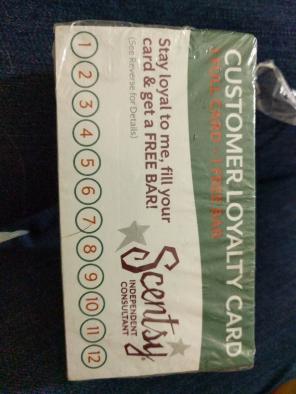 CUSTOMER LOYALTY CARD
1 FULL CARD = 1 FREE BAR
Stay loyal to me, fill your
card & get a FREE BAR!
(See Reverse for Details)
Scentsy
INDEPENDENT
CONSULTANT
1 2 3 4 5 6 7 8 9 10 11 12